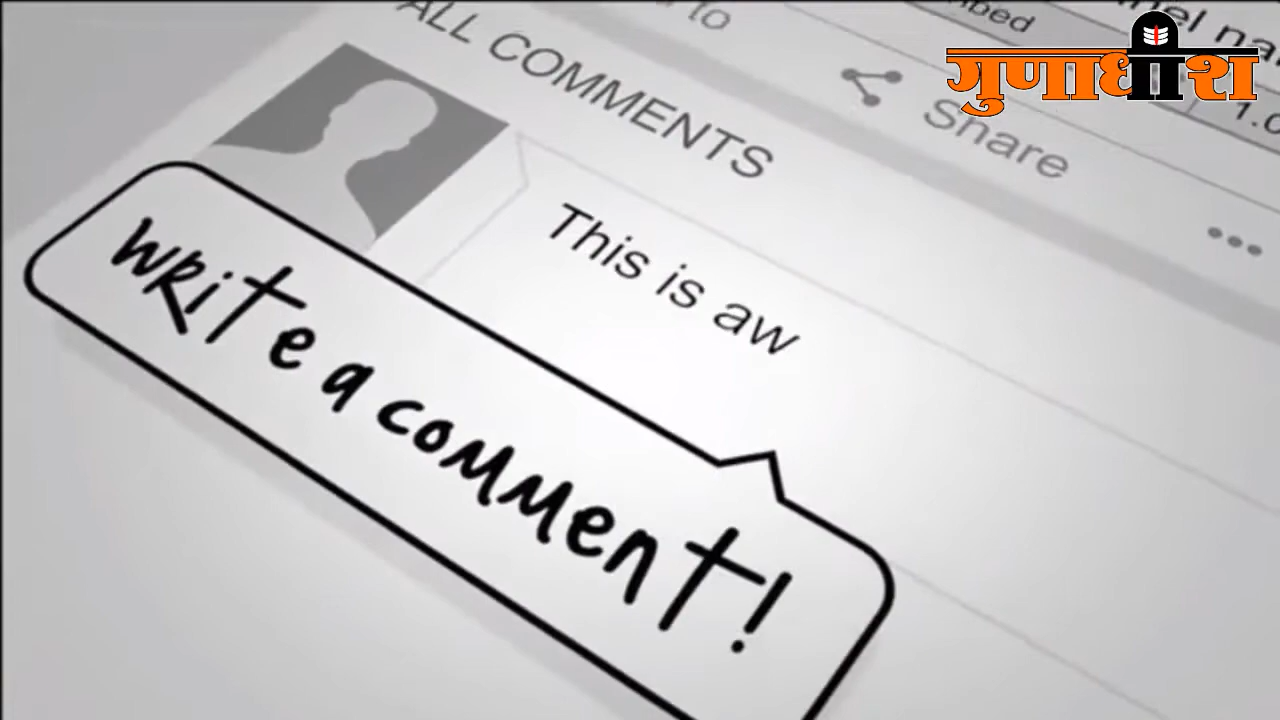 गुणाधीश
ALL COMMENTS
Share
This is aw
write a comment!